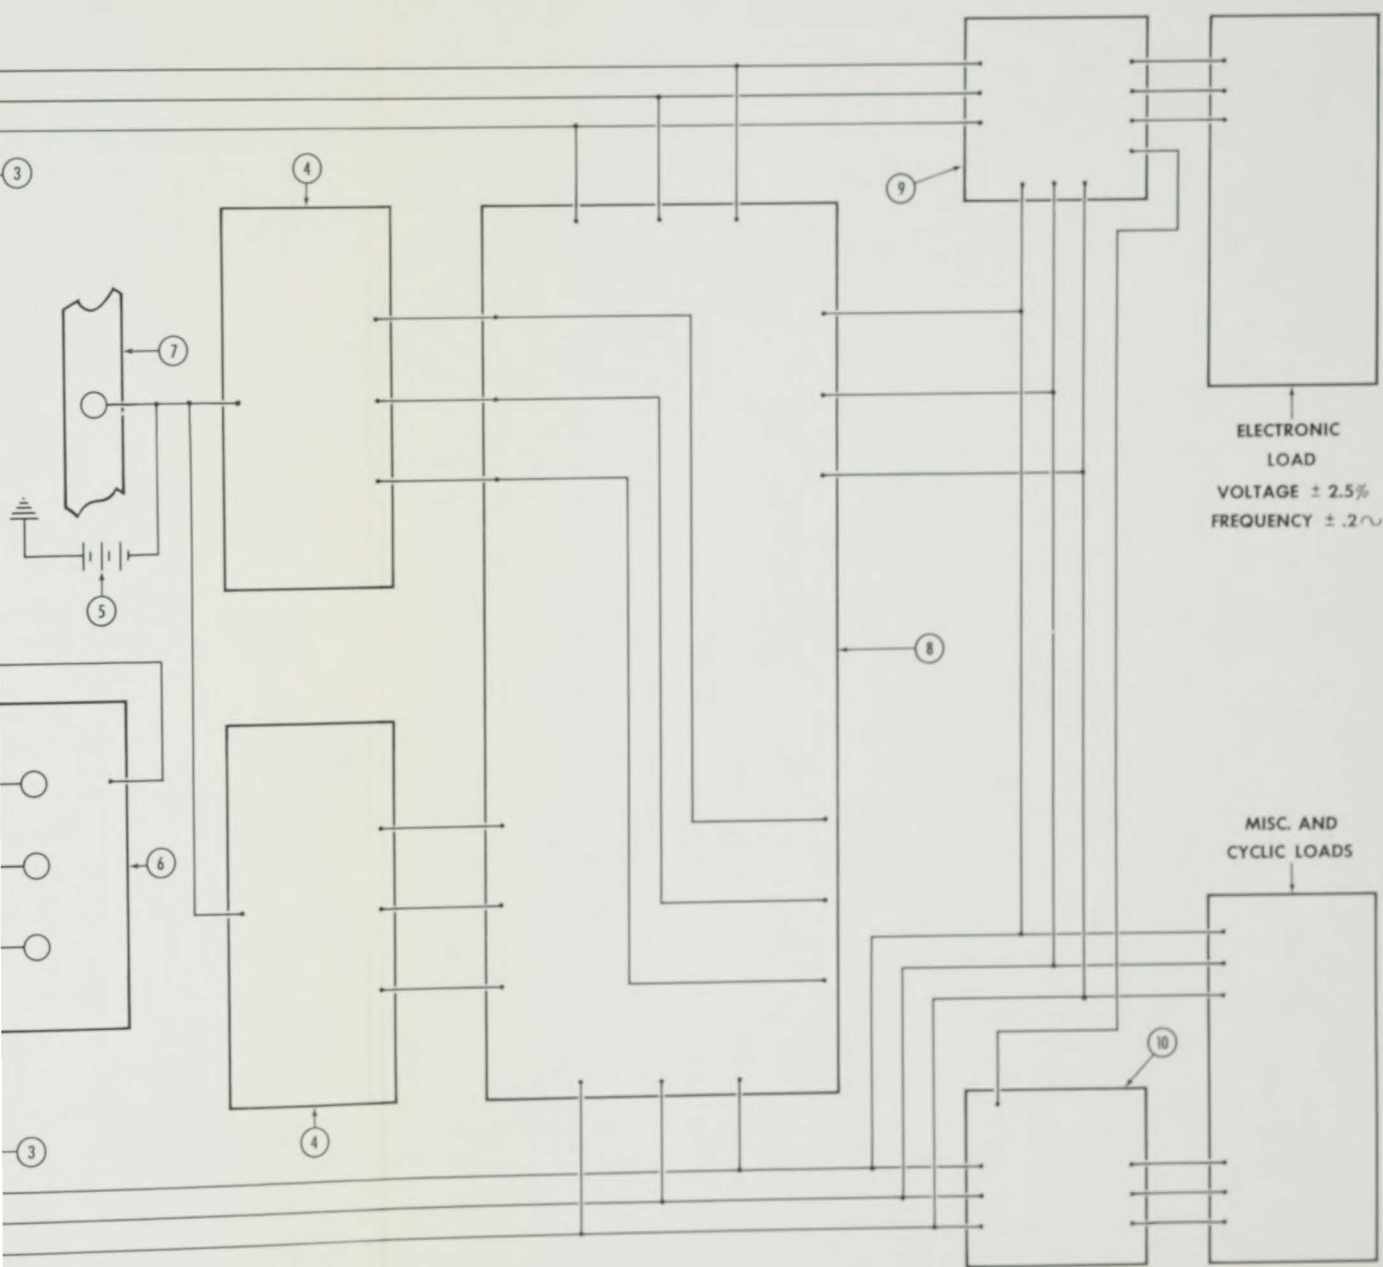 3
4
9
7
ELECTRONIC
LOAD
VOLTAGE ± 2.5%
FREQUENCY ± .2∿
5
8
6
MISC. AND
CYCLIC LOADS
10
3
4